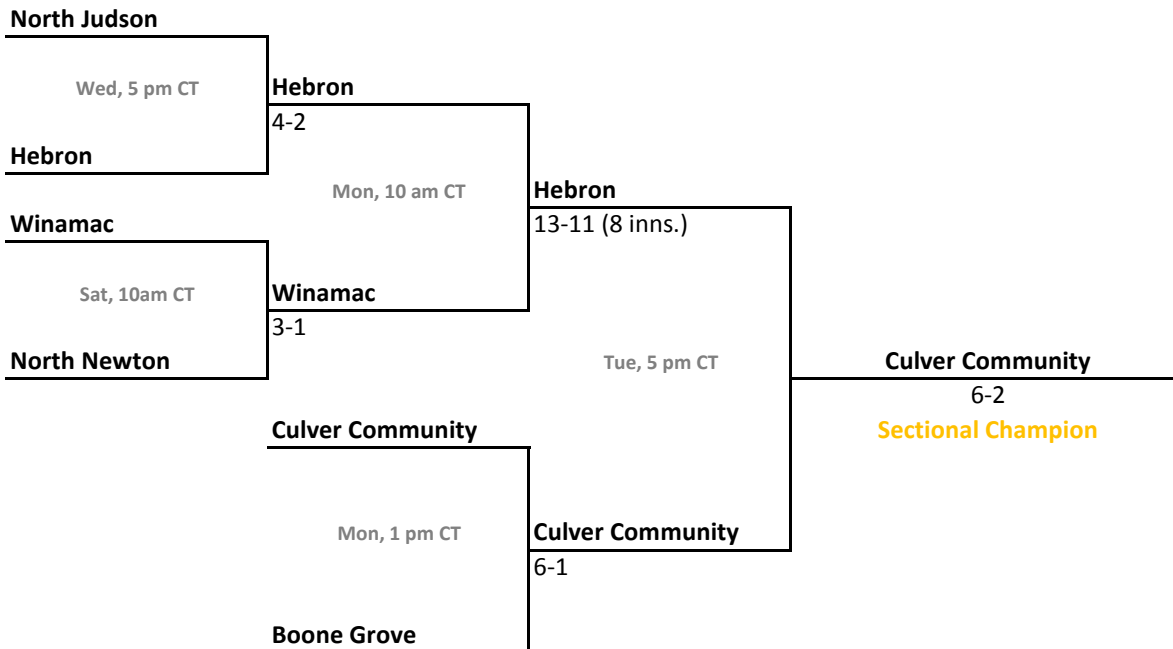 North Judson
Wed, 5 pm CT
Hebron
4-2
Hebron
Mon, 10 am CT
Hebron
13-11 (8 inns.)
Winamac
Sat, 10am CT
Winamac
3-1
North Newton
Tue, 5 pm CT
Culver Community
6-2
Sectional Champion
Culver Community
Mon, 1 pm CT
Culver Community
6-1
Boone Grove